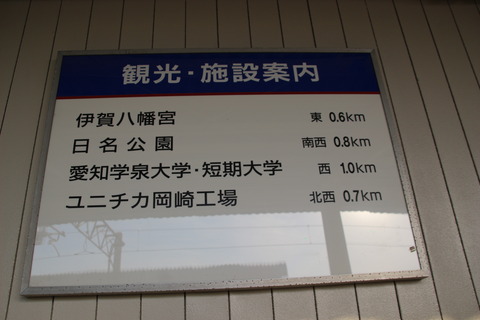 観光・施設案内
伊賀八幡宮 東 0.6km
日名公園 南西 0.8km
愛知学泉大学・短期大学 西 1.0km
ユニチカ岡崎工場 北西 0.7km